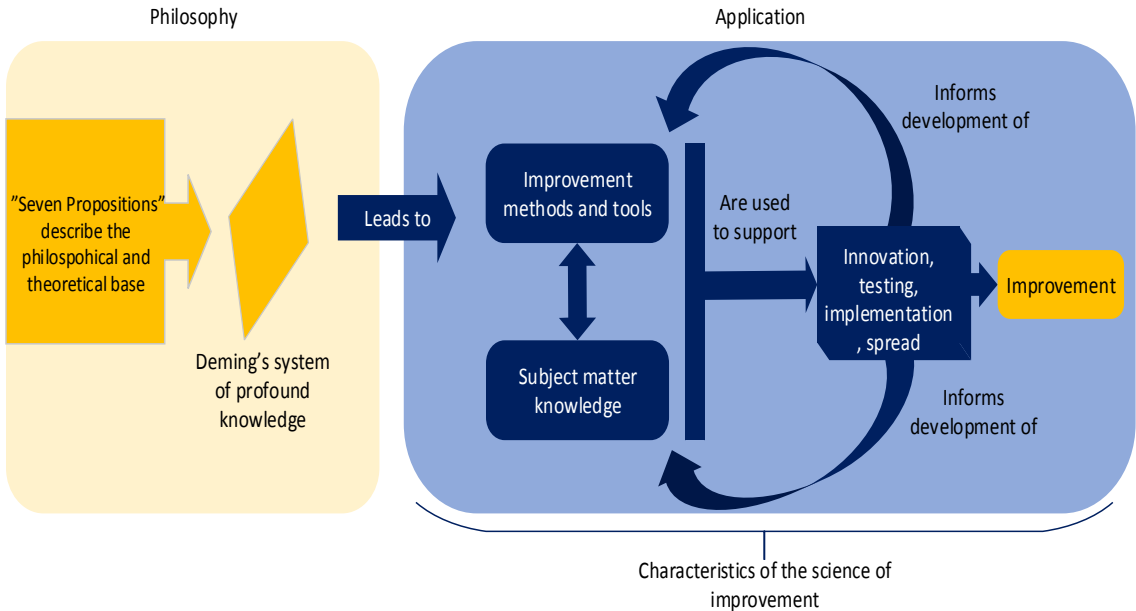 Philosophy
Application
”Seven Propositions”
describe the
philospohical and
theoretical base
Deming’s system
of profound
knowledge
Leads to
Improvement
methods and tools
Subject matter
knowledge
Are used
to support
Informs
development of
Innovation,
testing,
implementation
, spread
Improvement
Informs
development of
Characteristics of the science of
improvement